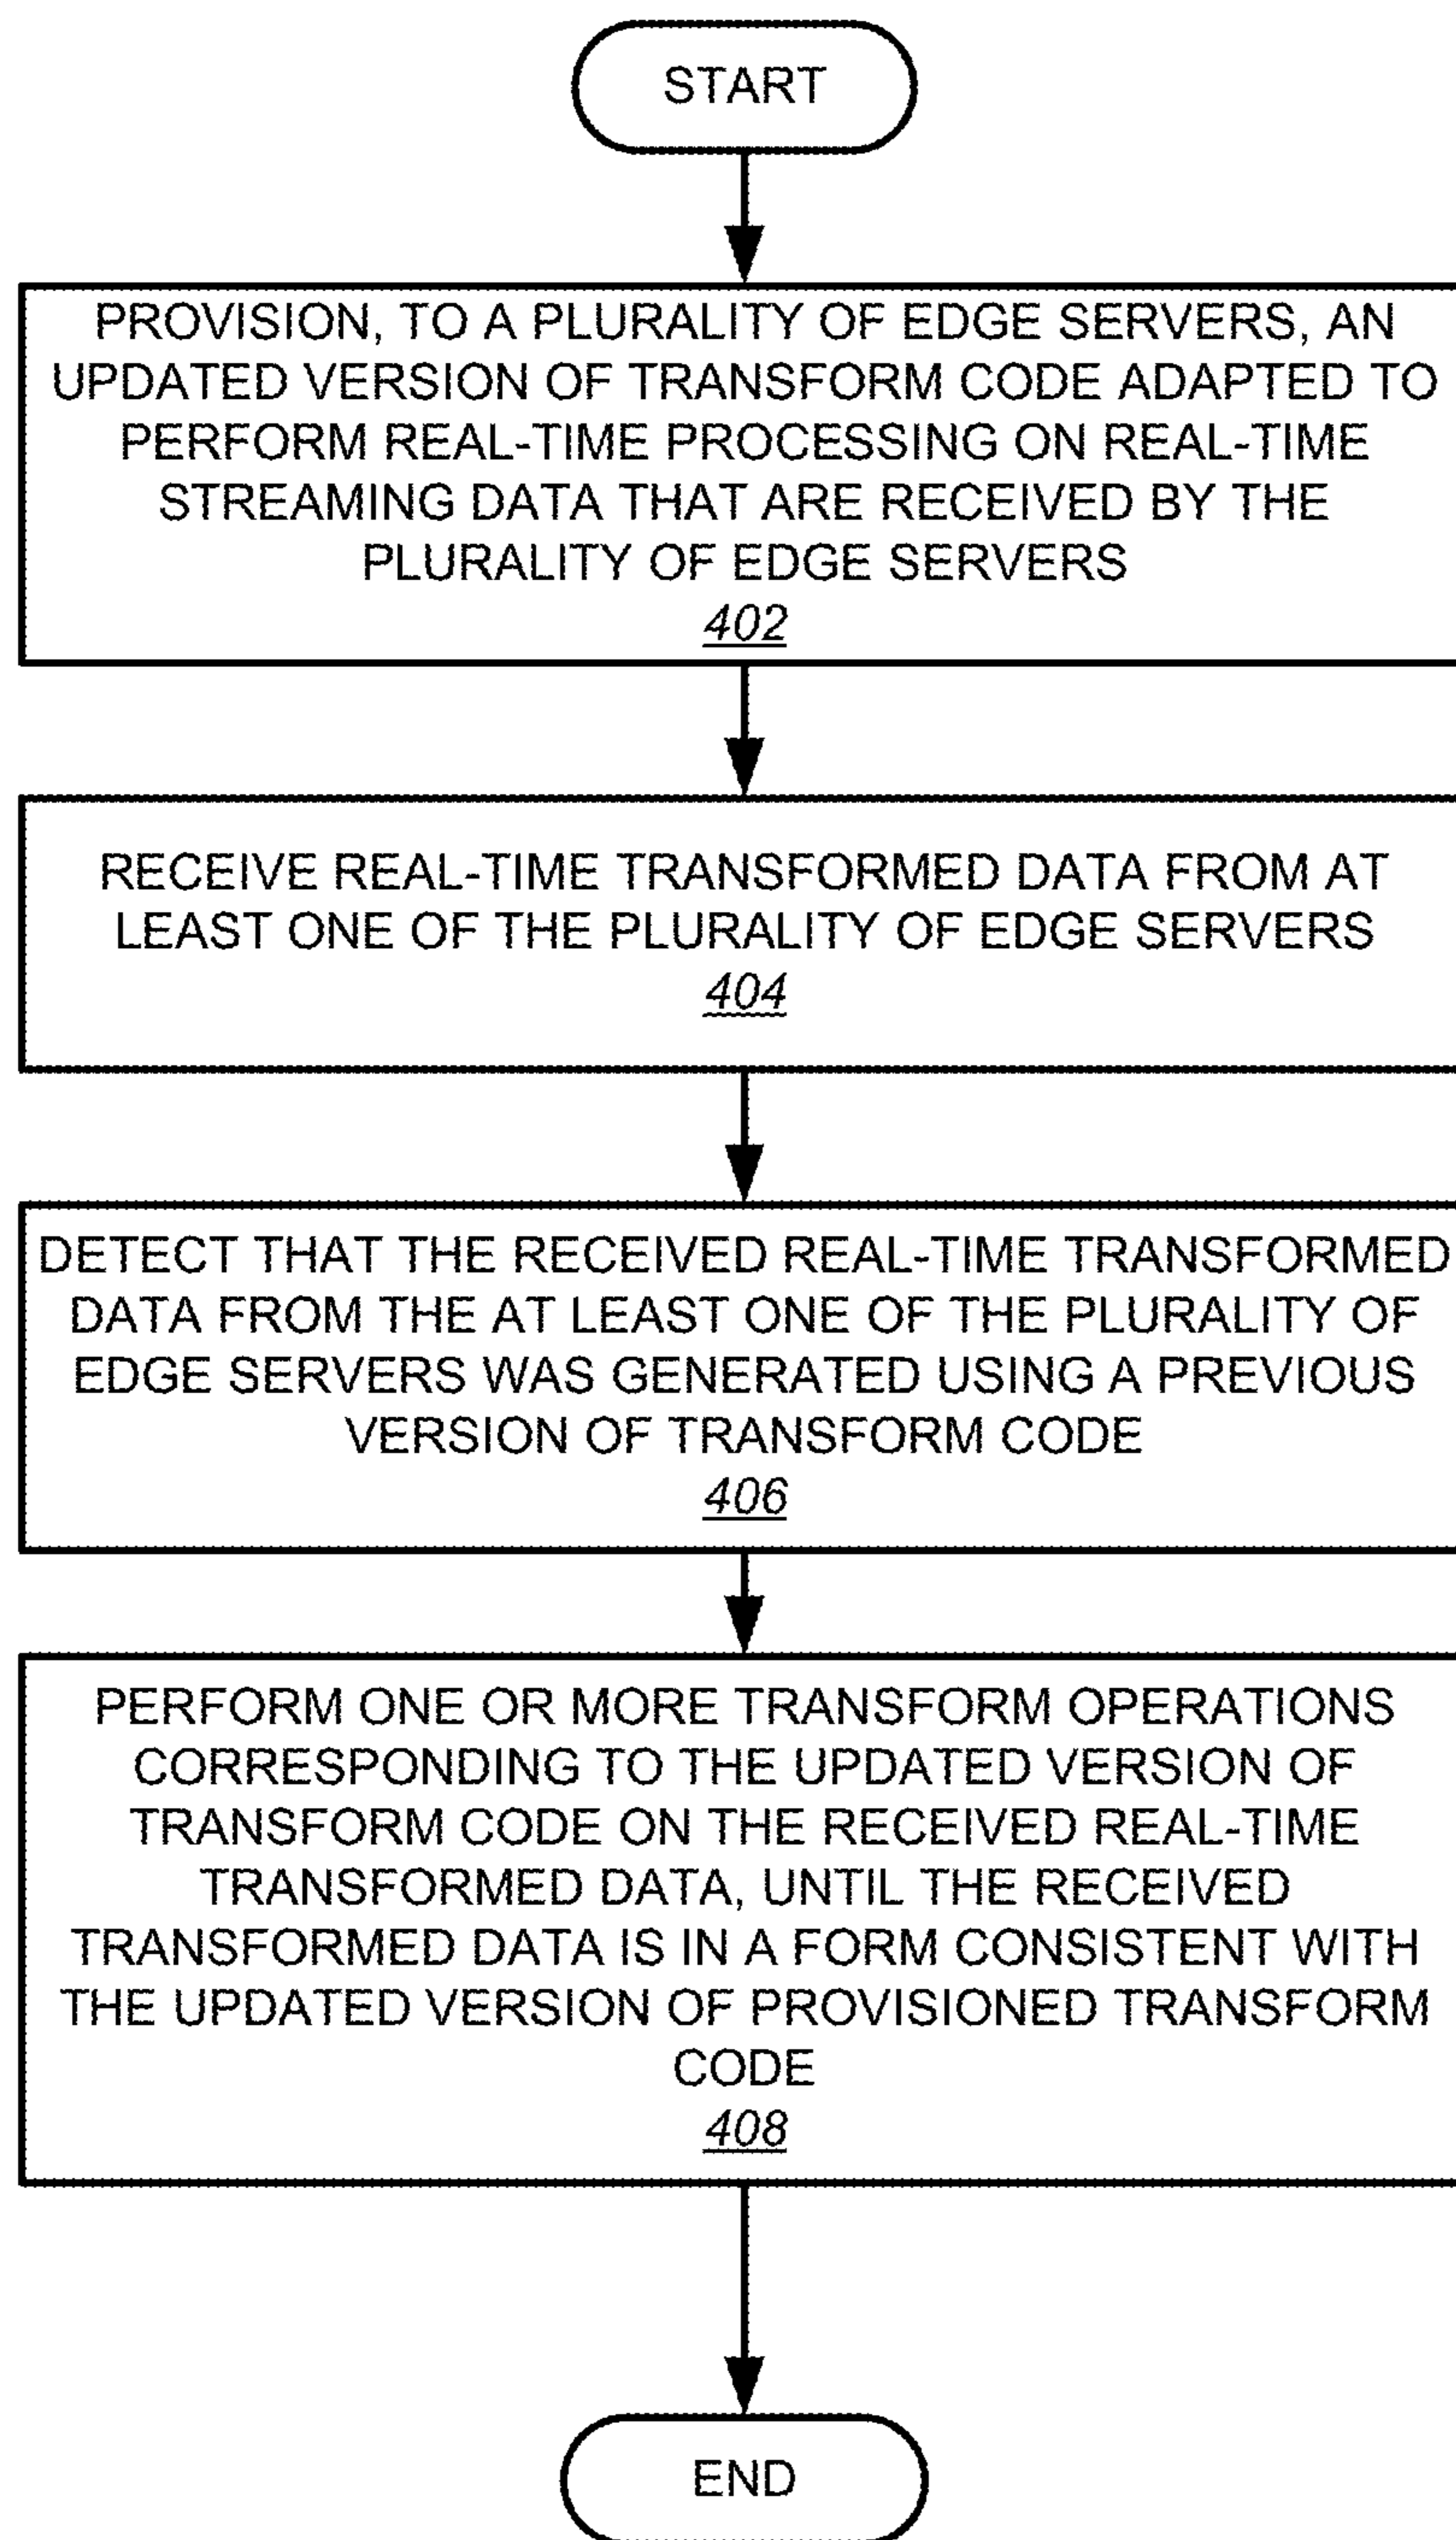 START
PROVISION, TO A PLURALITY OF EDGE SERVERS, AN
UPDATED VERSION OF TRANSFORM CODE ADAPTED TO
PERFORM REAL-TIME PROCESSING ON REAL-TIME
STREAMING DATA THAT ARE RECEIVED BY THE
PLURALITY OF EDGE SERVERS
402
RECEIVE REAL-TIME TRANSFORMED DATA FROM AT
LEAST ONE OF THE PLURALITY OF EDGE SERVERS
404
DETECT THAT THE RECEIVED REAL-TIME TRANSFORMED
DATA FROM THE AT LEAST ONE OF THE PLURALITY OF
EDGE SERVERS WAS GENERATED USING A PREVIOUS
VERSION OF TRANSFORM CODE
406
PERFORM ONE OR MORE TRANSFORM OPERATIONS
CORRESPONDING TO THE UPDATED VERSION OF
TRANSFORM CODE ON THE RECEIVED REAL-TIME
TRANSFORMED DATA, UNTIL THE RECEIVED
TRANSFORMED DATA IS IN A FORM CONSISTENT WITH
THE UPDATED VERSION OF PROVISIONED TRANSFORM
CODE
408
END